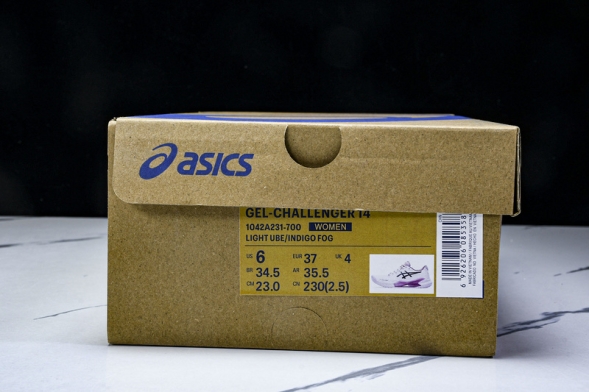 asics
GEL-CHALLENGER 14
1042A231-700 WOMEN
LIGHT UBE/INDIGO FOG
US 6 EUR 37 UK 4
BR 34.5 AR 35.5
CM 23.0 CN 230(2.5)